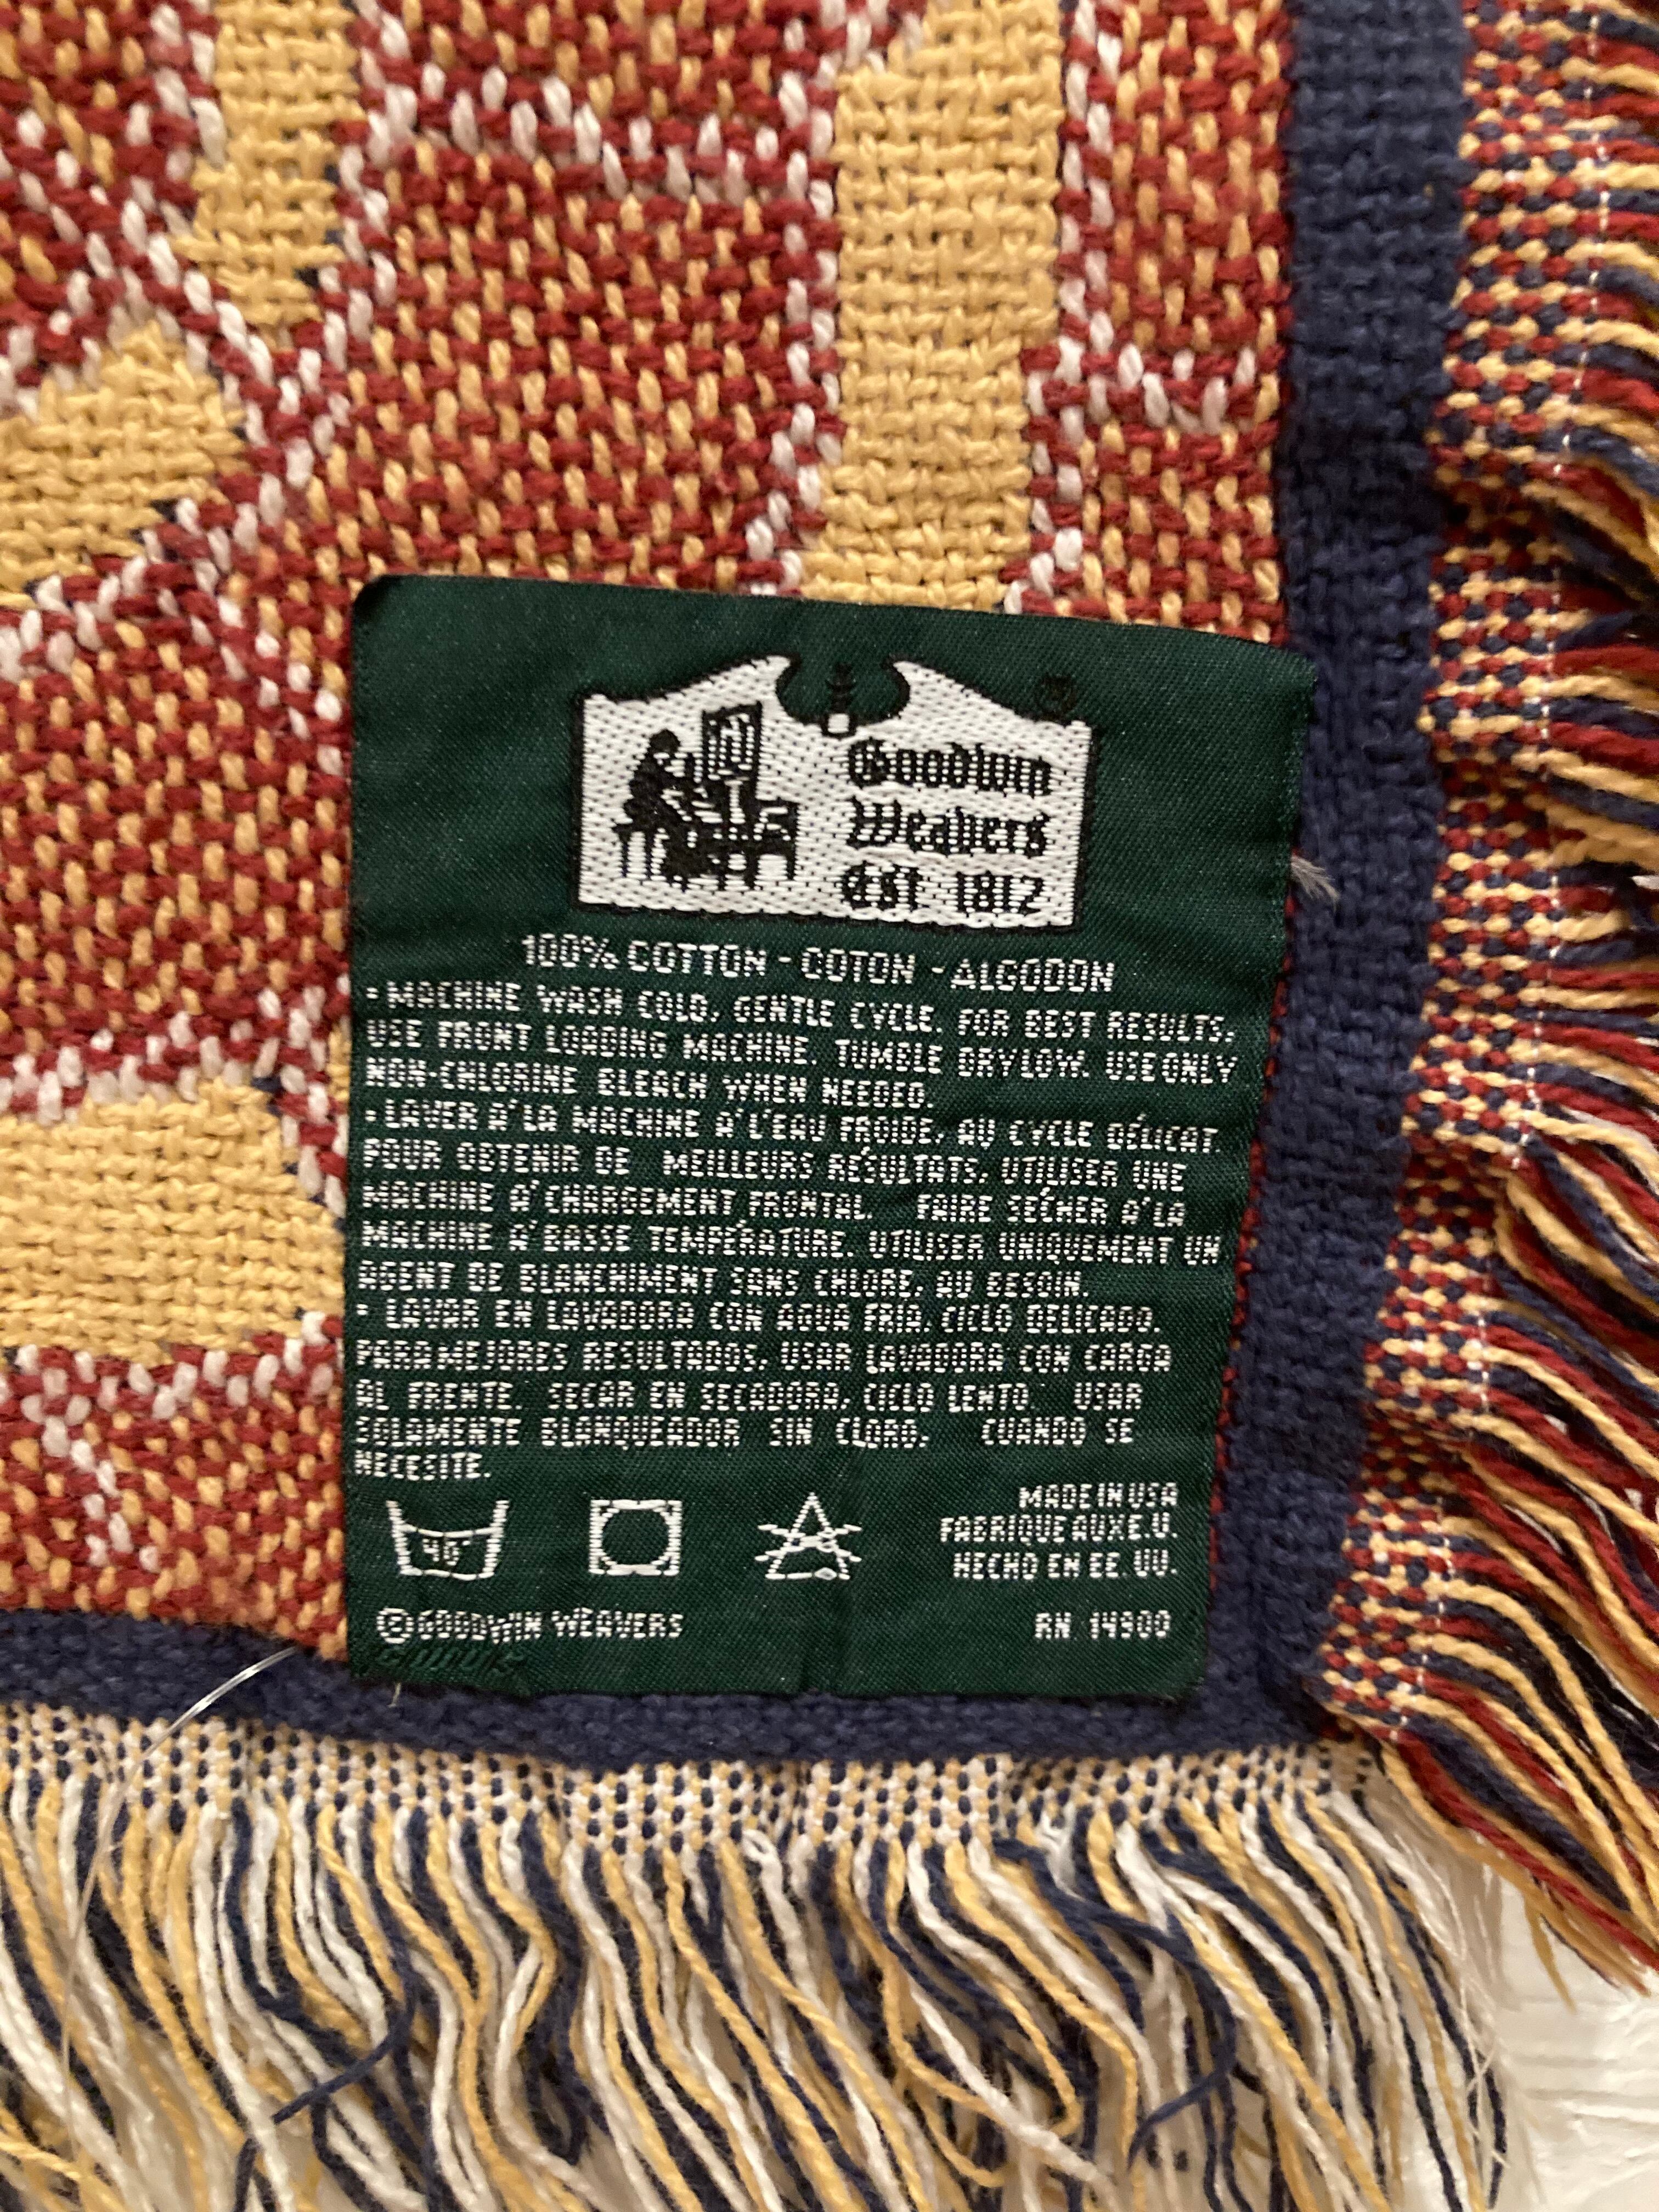 ®
Goodwin
Weavers
Est 1812
100% COTTON - COTON - ALGODON
• MACHINE WASH COLD, GENTLE CYCLE. FOR BEST RESULTS,
USE FRONT LOADING MACHINE. TUMBLE DRY LOW. USE ONLY
NON-CHLORINE BLEACH WHEN NEEDED.
• LAVER A' LA MACHINE A' L'EAU FROIDE, AU CYCLE DÉLICAT.
POUR OBTENIR DE MEILLEURS RÉSULTATS, UTILISER UNE
MACHINE A' CHARGEMENT FRONTAL. FAIRE SÉCHER A' LA
MACHINE A' BASSE TEMPÉRATURE. UTILISER UNIQUEMENT UN
AGENT DE BLANCHIMENT SANS CHLORE, AU BESOIN.
• LAVAR EN LAVADORA CON AGUA FRIA, CICLO DELICADO.
PARA MEJORES RESULTADOS, USAR LAVADORA CON CARGA
AL FRENTE. SECAR EN SECADORA, CICLO LENTO. USAR
SOLAMENTE BLANQUEADOR SIN CLORO, CUANDO SE
NECESITE.
40°
MADE IN USA
FABRIQUE AUX E.U.
HECHO EN EE. UU.
© GOODWIN WEAVERS
RN 14900